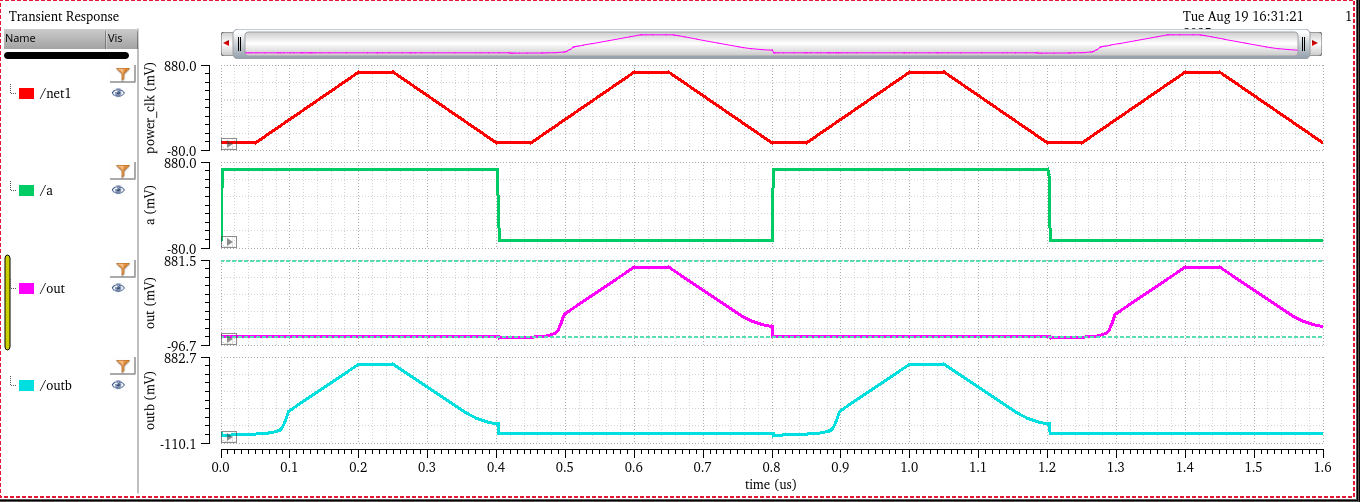 Transient Response
Tue Aug 19 16:31:21
1
Name Vis
/net1
/a
/out
/outb
power_clk (mV)
880.0
-80.0
a (mV)
880.0
-80.0
out (mV)
881.5
-96.7
outb (mV)
882.7
-110.1
0.0 0.1 0.2 0.3 0.4 0.5 0.6 0.7 0.8 0.9 1.0 1.1 1.2 1.3 1.4 1.5 1.6
time (us)